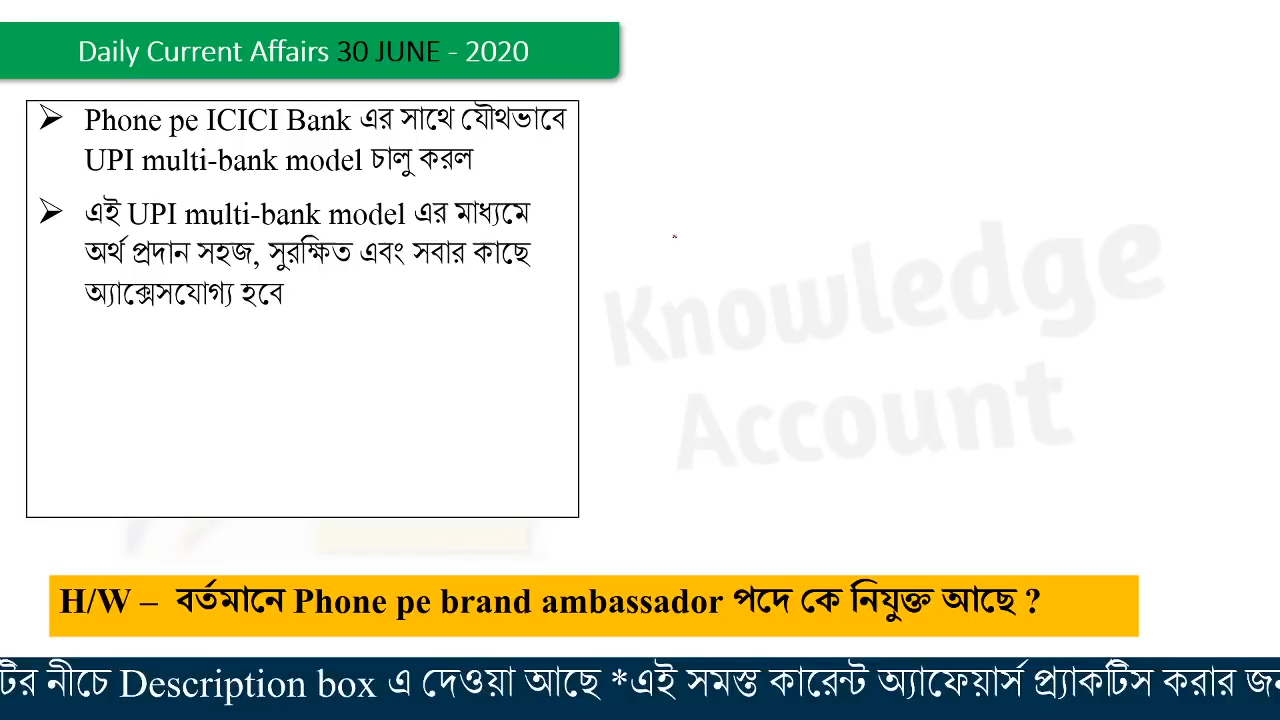 Daily Current Affairs 30 JUNE - 2020
➢ Phone pe ICICI Bank এর সাথে যৌথভাবে
UPI multi-bank model চালু করল
➢ এই UPI multi-bank model এর মাধ্যমে
অর্থ প্রদান সহজ, সুরক্ষিত এবং সবার কাছে
অ্যাক্সেসযোগ্য হবে
Knowledge
Account
H/W – বর্তমানে Phone pe brand ambassador পদে কে নিযুক্ত আছে ?
টির নীচে Description box এ দেওয়া আছে *এই সমস্ত কারেন্ট অ্যাফেয়ার্স প্র্যাকটিস করার